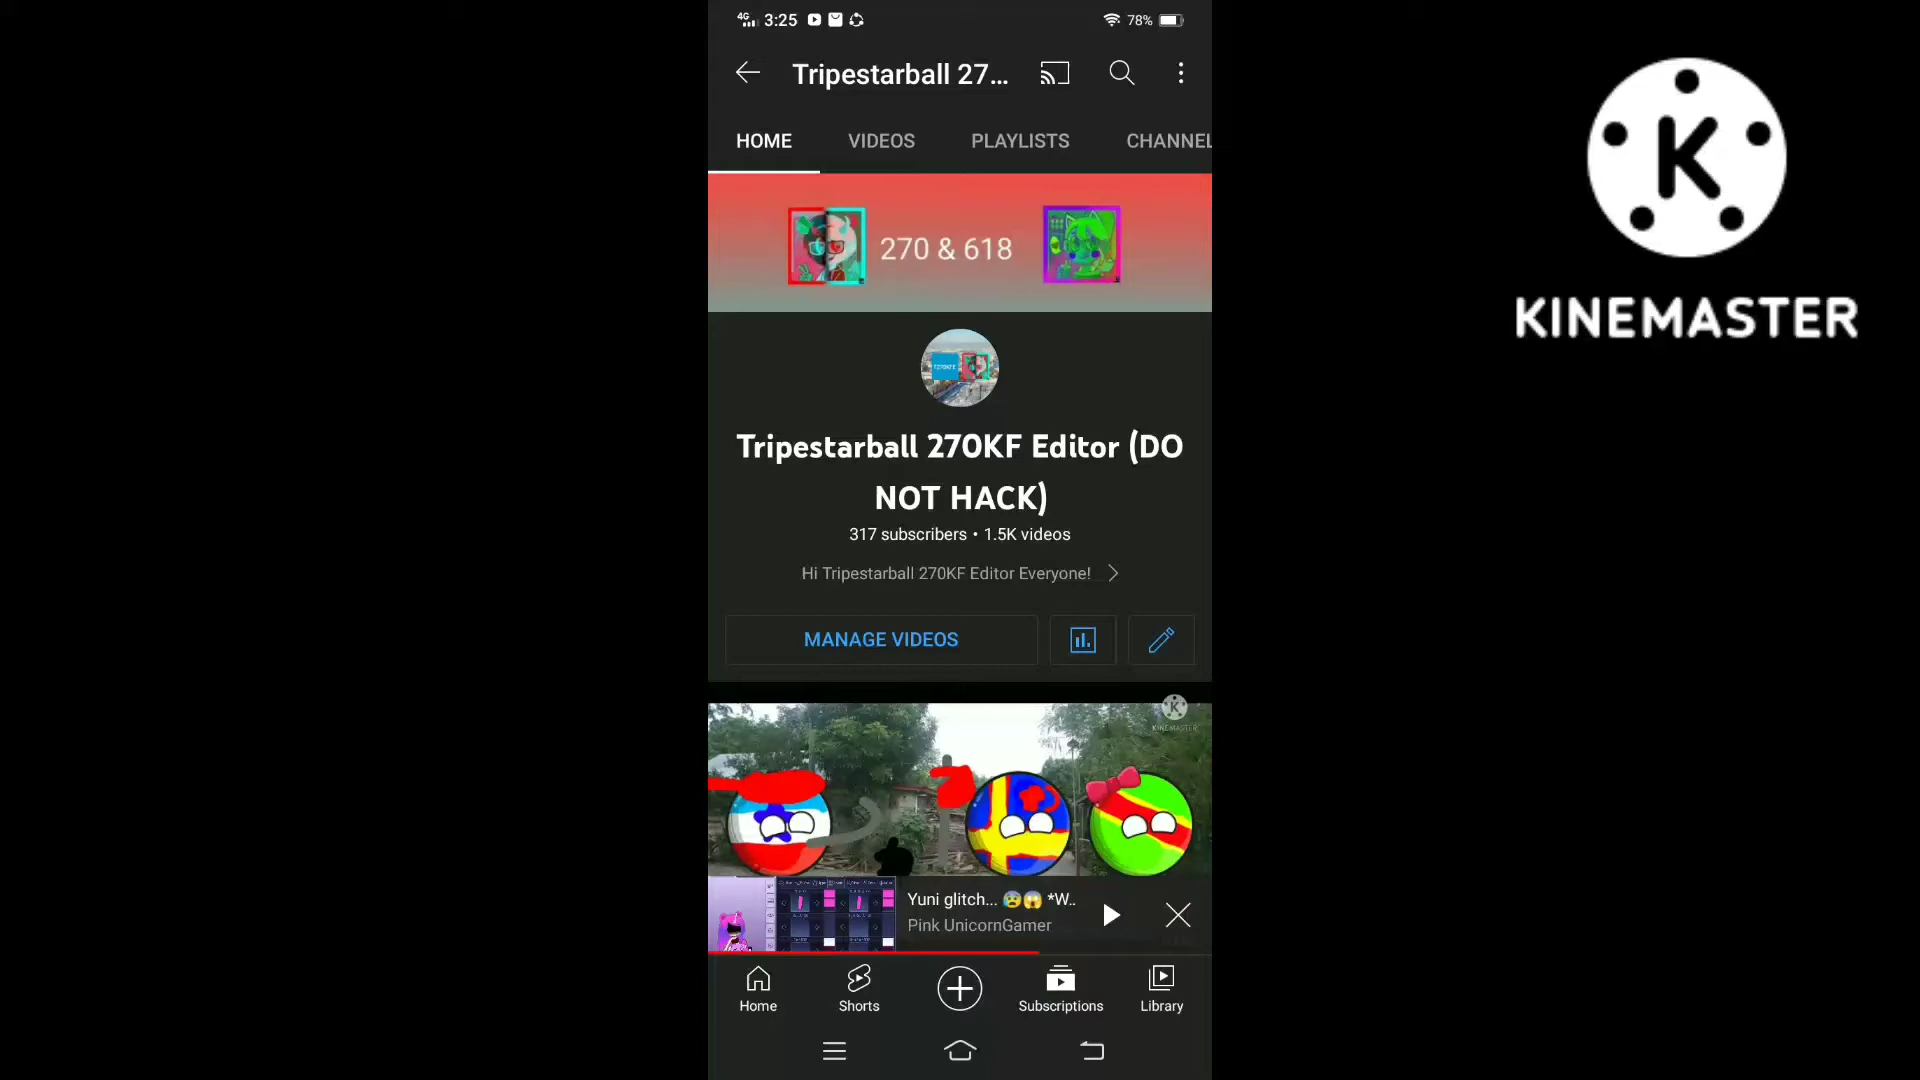 4G 3:25 78%
Tripestarball 27...
HOME VIDEOS PLAYLISTS CHANNEL
270 & 618
K
KINEMASTER
Tripestarball 270KF Editor (DO
NOT HACK)
317 subscribers • 1.5K videos
Hi Tripestarball 270KF Editor Everyone!
MANAGE VIDEOS
K
KINEMASTER
Yuni glitch... 😰😱 *W..
Pink UnicornGamer
Home Shorts Subscriptions Library